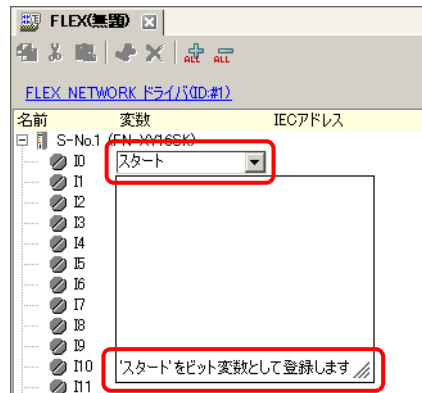 FLEX(無題)
ALL ALL
FLEX NETWORK ドライバ(ID:#1)
名前 変数 IECアドレス
S-No.1 (FN-XY16SK)
I0 スタート
I1
I2
I3
I4
I5
I6
I7
I8
I9
I10 'スタート'をビット変数として登録します
I11